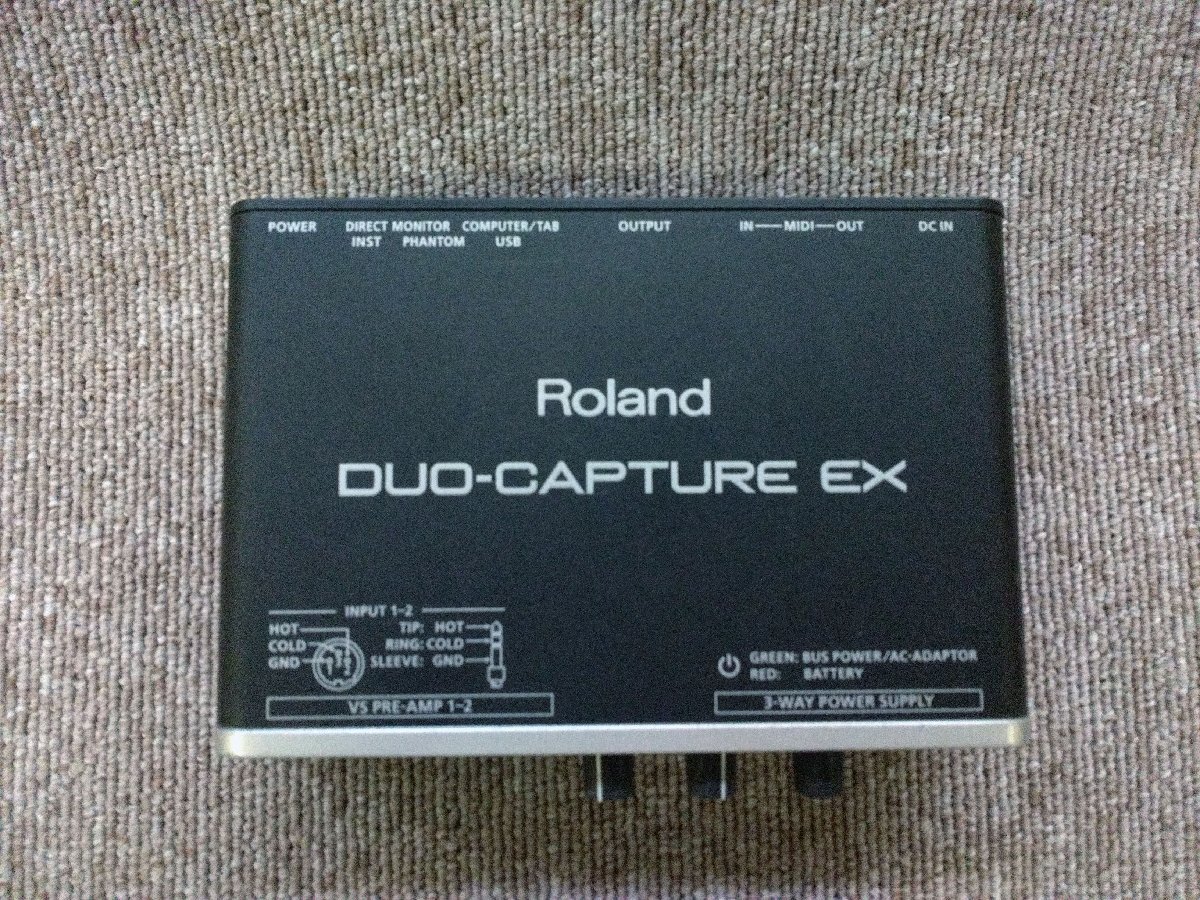 POWER DIRECT MONITOR COMPUTER/TAB OUTPUT IN MIDI OUT DC IN
INST PHANTOM USB
Roland
DUO-CAPTURE EX
INPUT 1-2
HOT TIP: HOT
COLD RING: COLD
GND SLEEVE: GND
VS PRE-AMP 1-2
GREEN: BUS POWER/AC-ADAPTOR
RED: BATTERY
3-WAY POWER SUPPLY